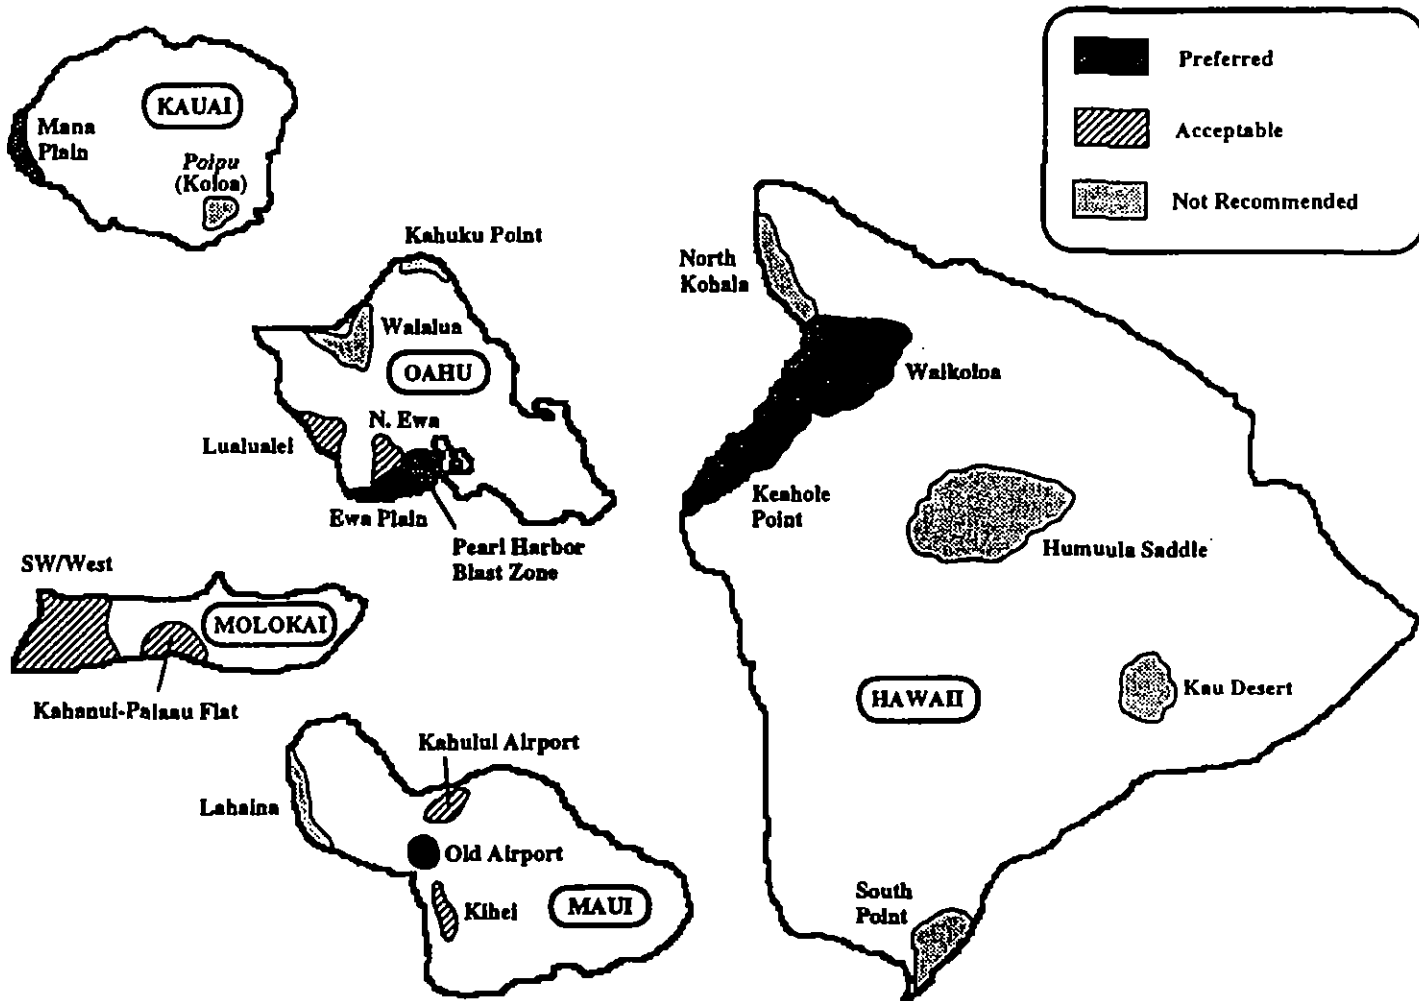 Preferred
Acceptable
Not Recommended
KAUAI
Mana
Plain
Poipu
(Koloa)
Kahuku Point
Waialua
OAHU
N. Ewa
Lualualei
Ewa Plain
Pearl Harbor
Blast Zone
North
Kohala
Waikoloa
Keahole
Point
Humuula Saddle
Kau Desert
HAWAII
South
Point
SW/West
MOLOKAI
Kahanui-Palaau Flat
Kahului Airport
Lahaina
Old Airport
Kihei
MAUI